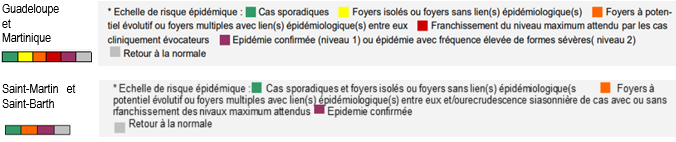 Guadeloupe
et
Martinique
* Echelle de risque épidémique : Cas sporadiques Foyers isolés ou foyers sans lien(s) épidémiologique(s) Foyers à poten-
tiel évolutif ou foyers multiples avec lien(s) épidémiologique(s) entre eux Franchissement du niveau maximum attendu par les cas
cliniquement évocateurs Epidémie confirmée (niveau 1) ou épidémie avec fréquence élevée de formes sévères( niveau 2)
Retour à la normale
Saint-Martin et
Saint-Barth
* Echelle de risque épidémique : Cas sporadiques et foyers isolés ou foyers sans lien(s) épidémiologique(s Foyers à
potentiel évolutif ou foyers multiples avec lien(s) épidémiologique(s) entre eux et/ourecrudescence siasonnière de cas avec ou sans
rfanchissement des nivaux maximum attendus Epidemie confirmée
Retour à la normale